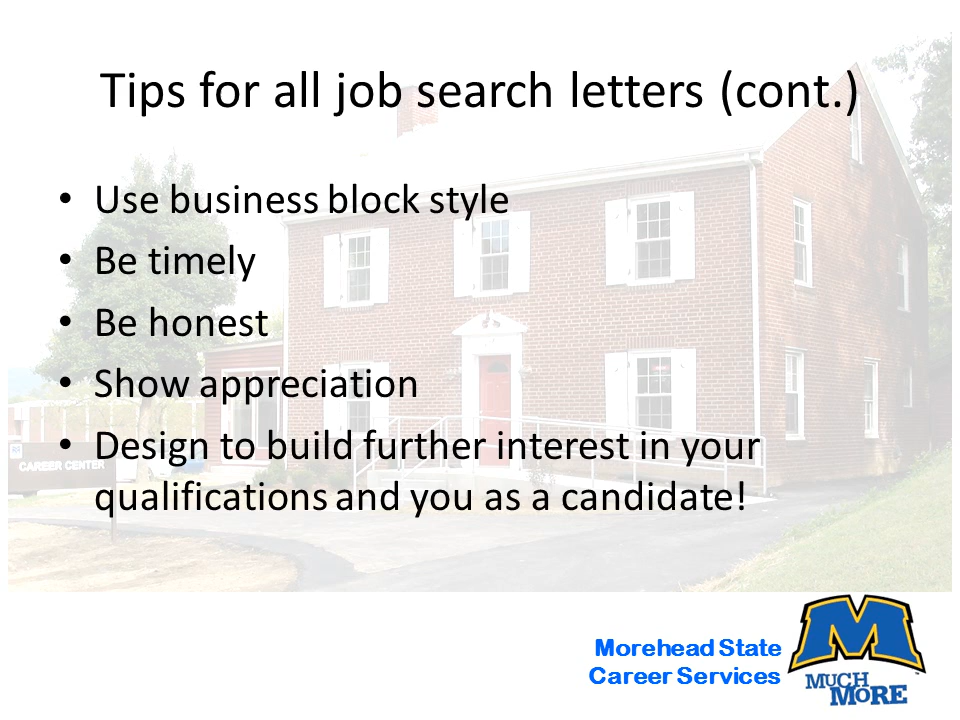 Tips for all job search letters (cont.)
• Use business block style
• Be timely
• Be honest
• Show appreciation
• Design to build further interest in your
qualifications and you as a candidate!
CAREER CENTER
Morehead State
Career Services
M
MUCH
MORE